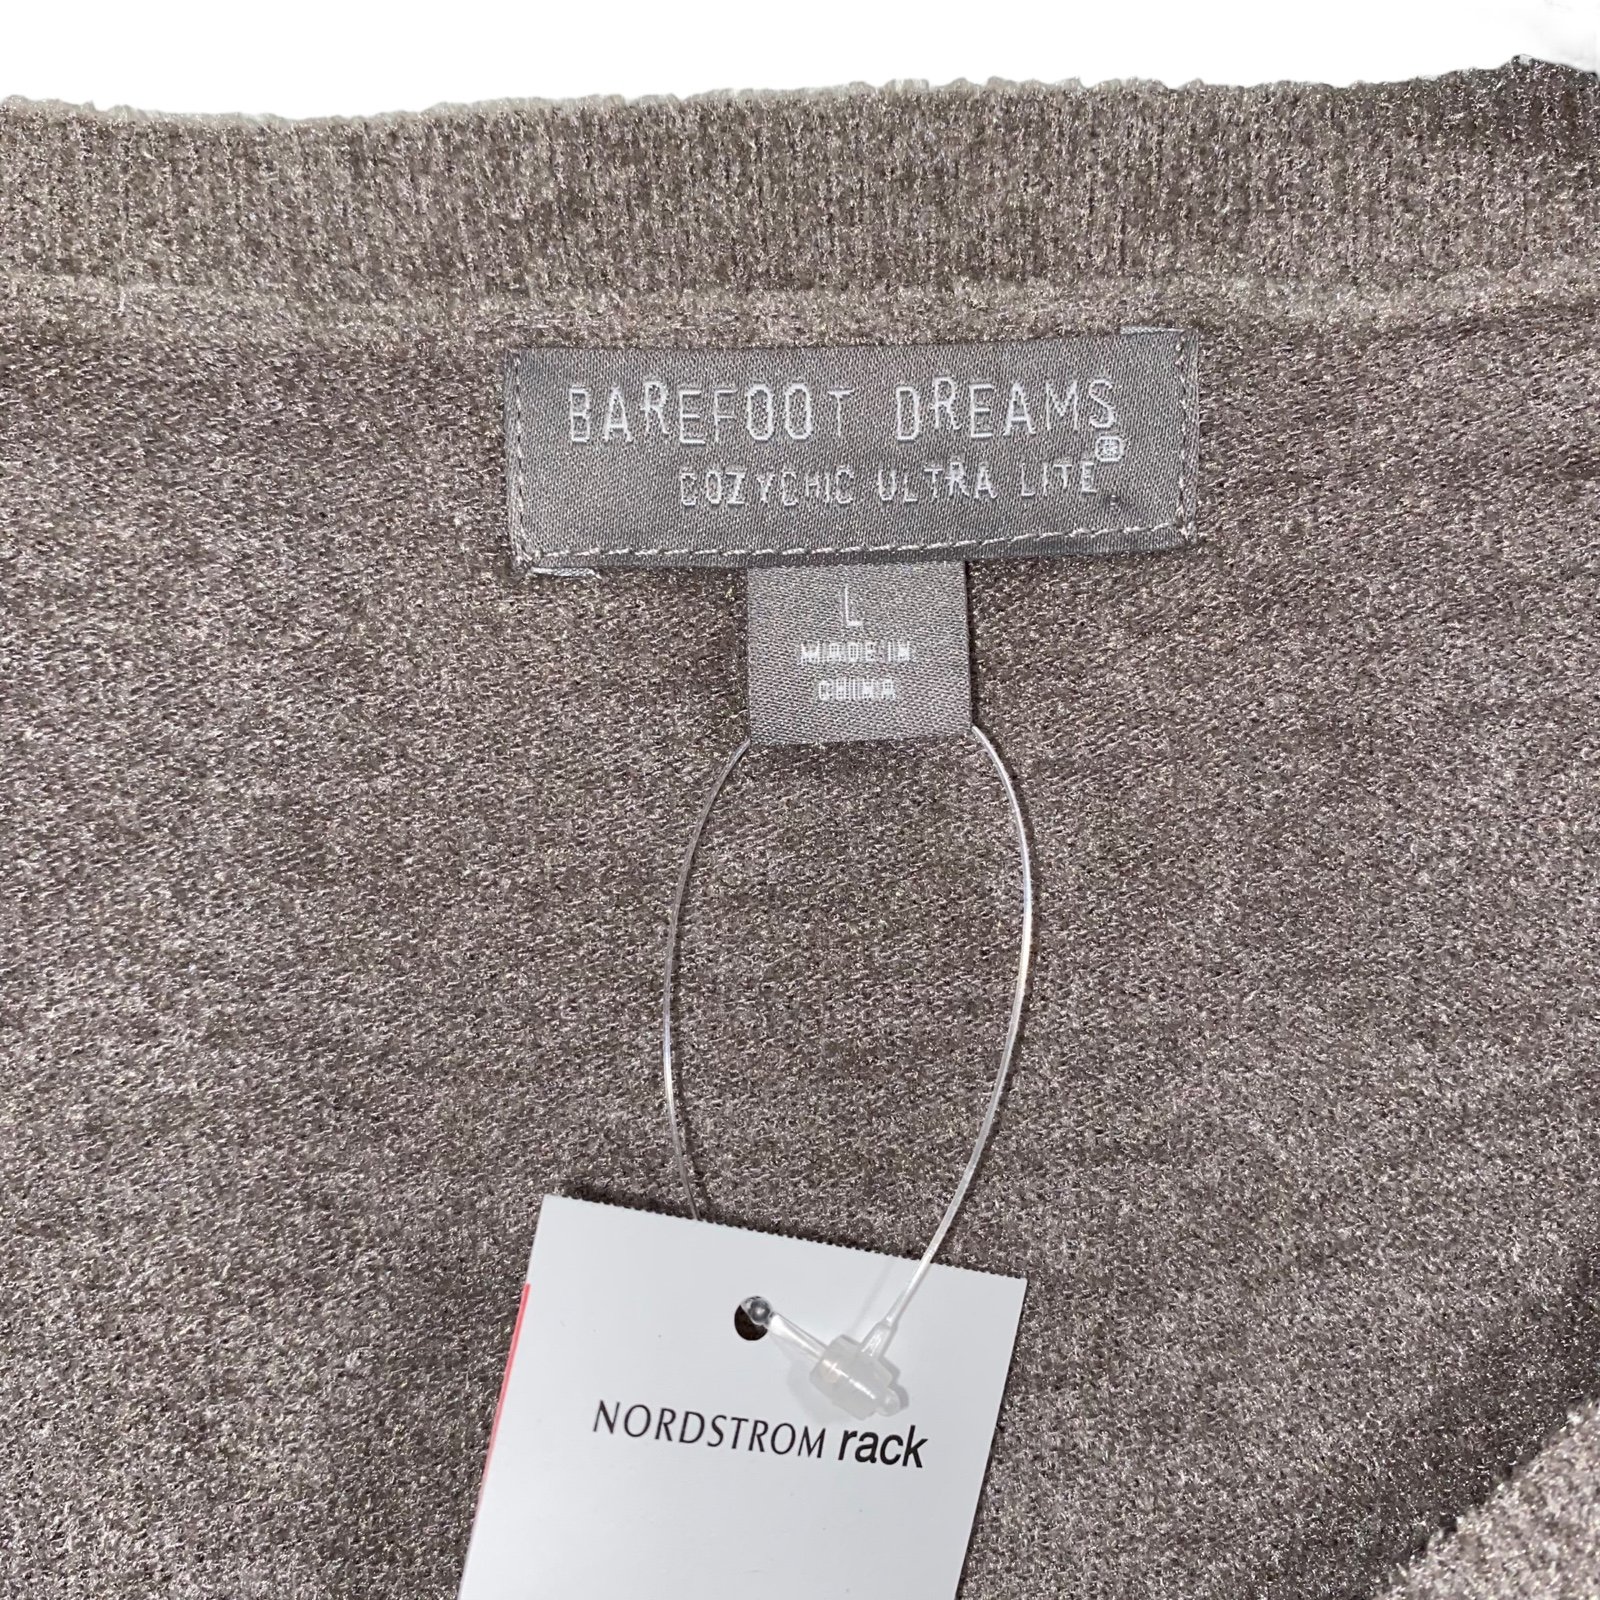 BAREFOOT DREAMS®
COZYCHIC ULTRA LITE
L
MADE IN
CHINA
NORDSTROM rack